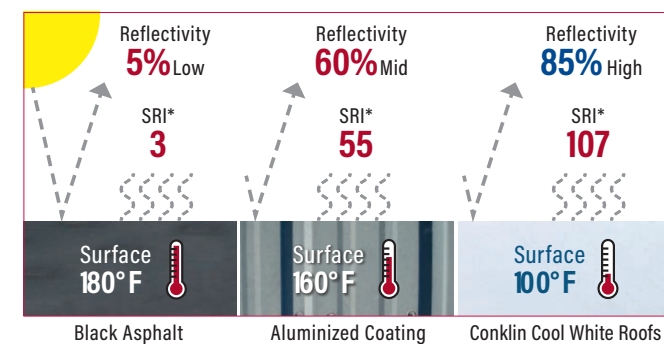 Reflectivity
5% Low
SRI*
3
Surface
180° F
Black Asphalt
Reflectivity
60% Mid
SRI*
55
Surface
160° F
Aluminized Coating
Reflectivity
85% High
SRI*
107
Surface
100° F
Conklin Cool White Roofs